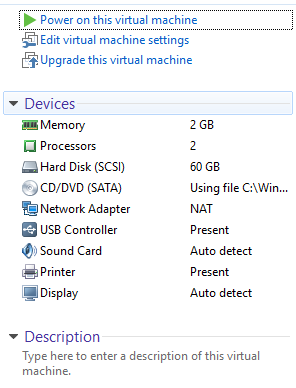 Power on this virtual machine
Edit virtual machine settings
Upgrade this virtual machine
Devices
Memory 2 GB
Processors 2
Hard Disk (SCSI) 60 GB
CD/DVD (SATA) Using file C:\Win...
Network Adapter NAT
USB Controller Present
Sound Card Auto detect
Printer Present
Display Auto detect
Description
Type here to enter a description of this virtual
machine.